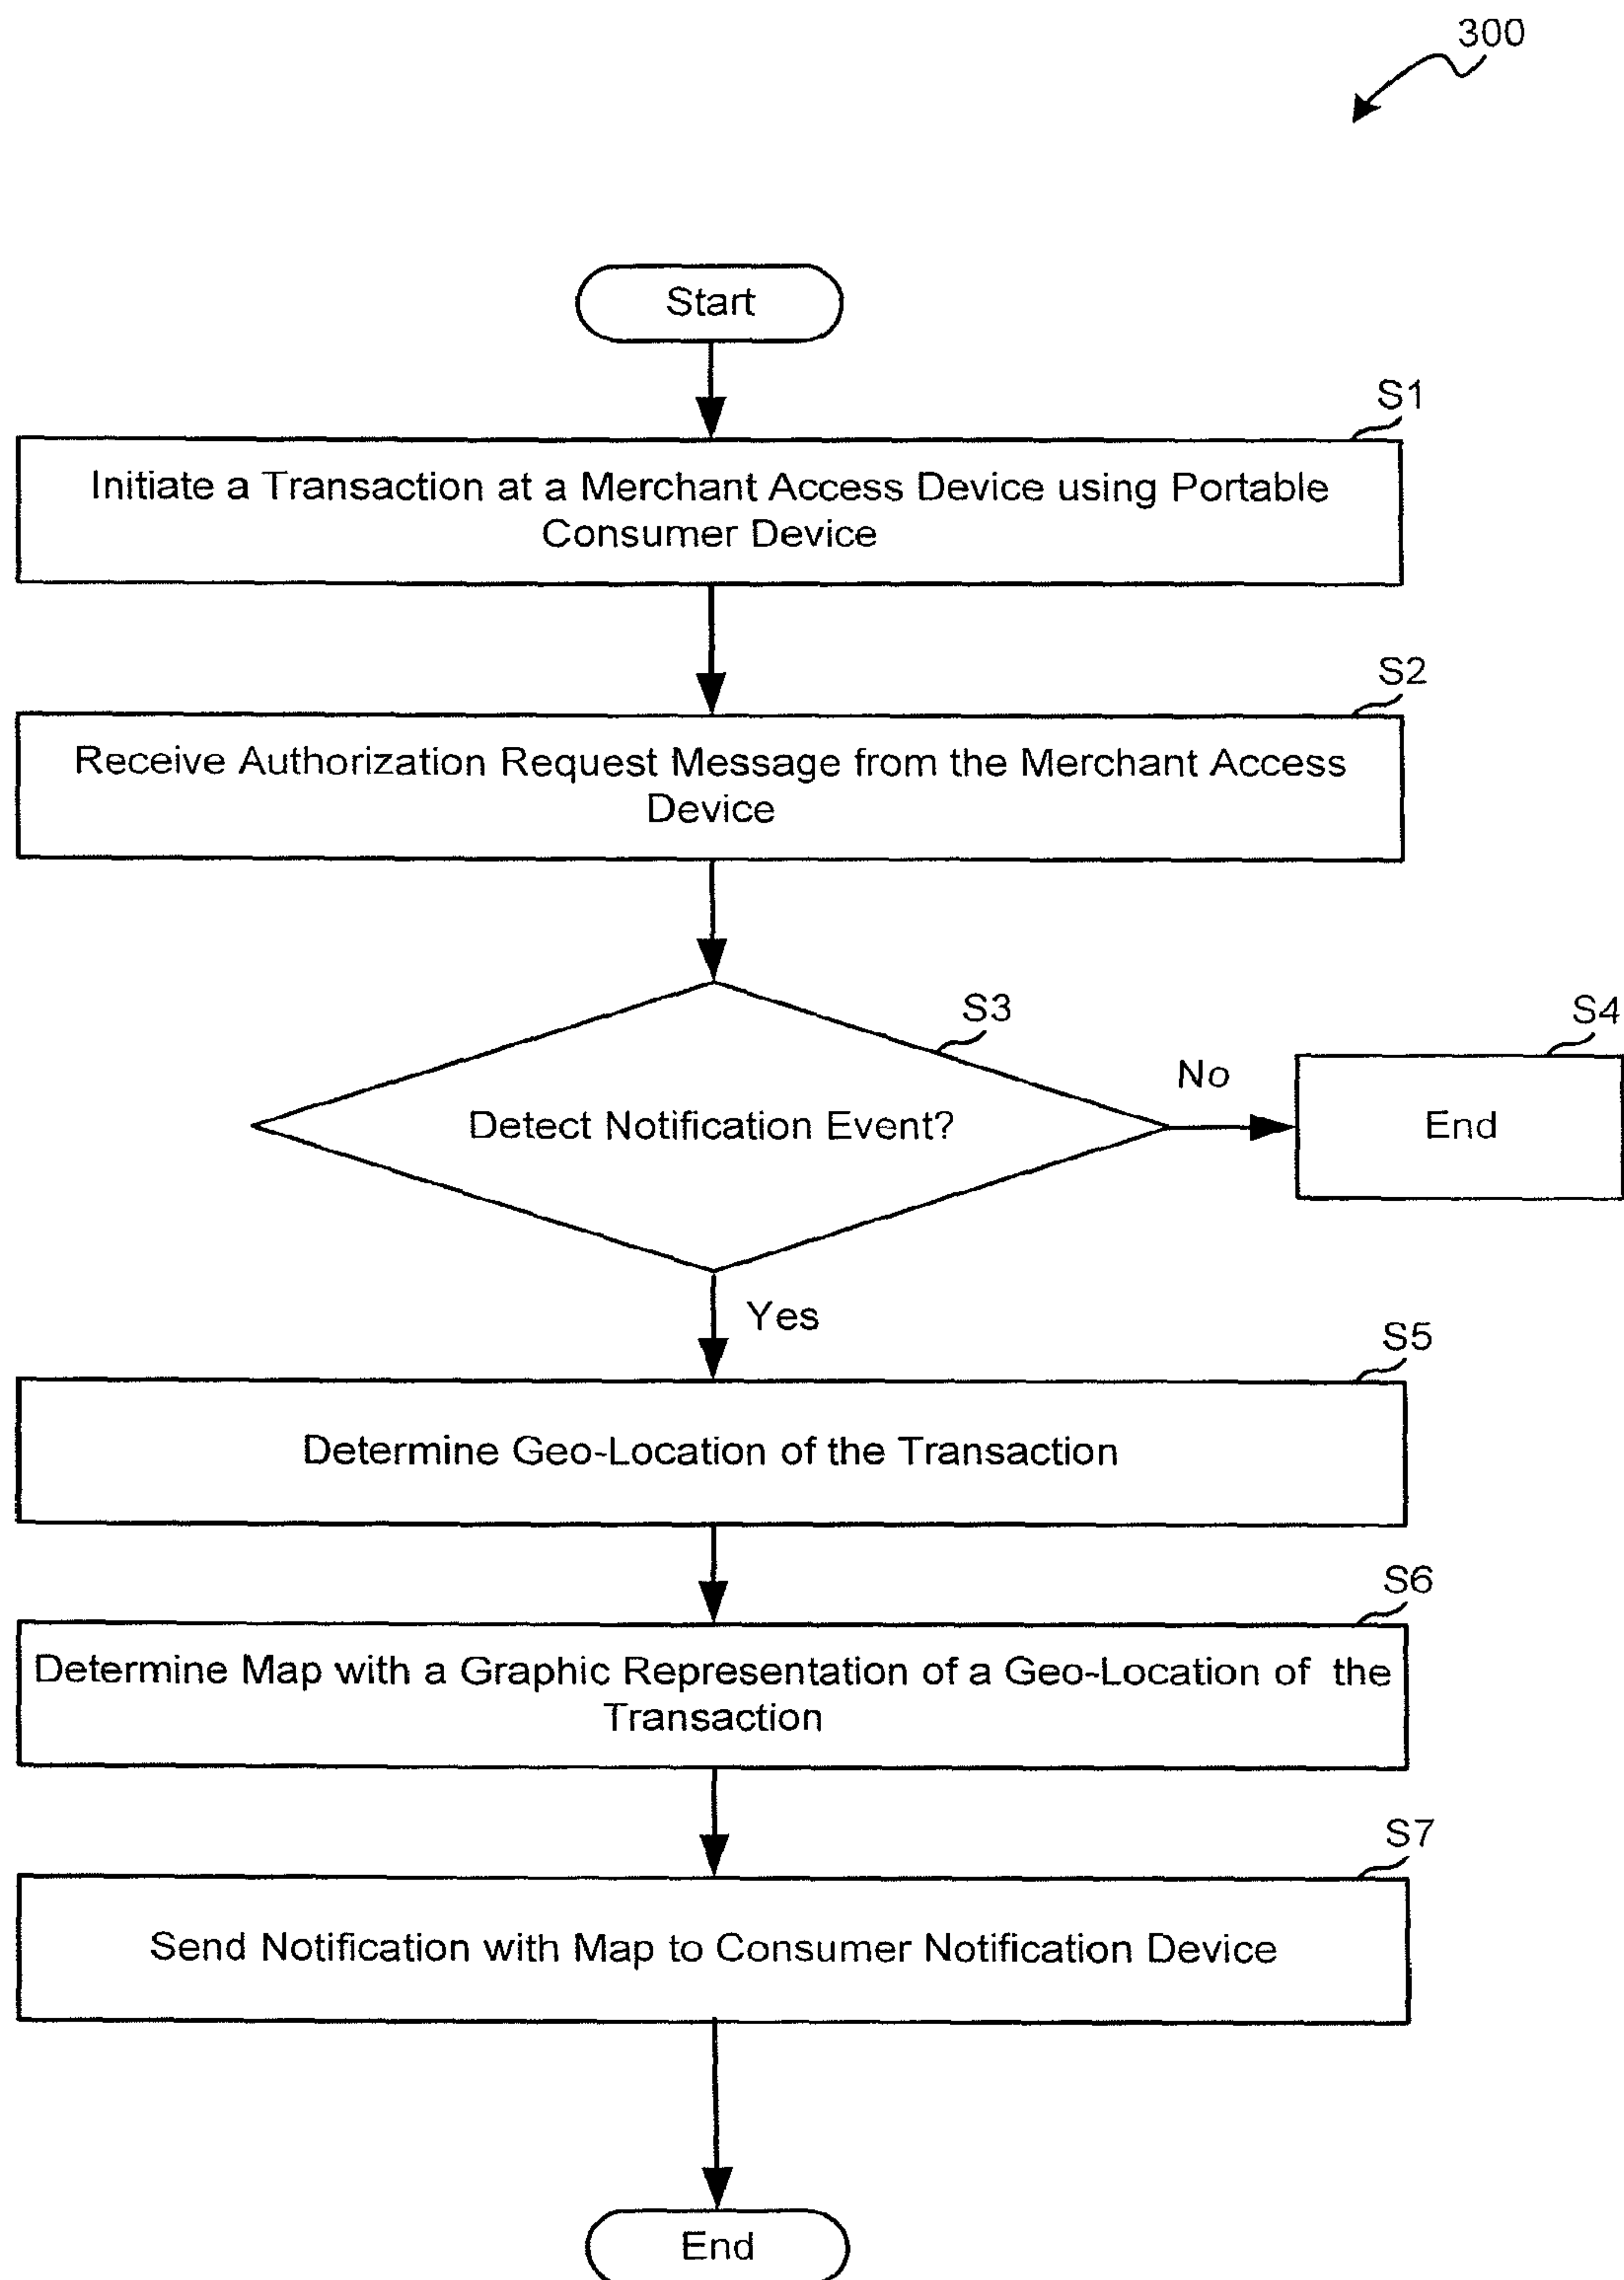 300
Start
S1
Initiate a Transaction at a Merchant Access Device using Portable
Consumer Device
S2
Receive Authorization Request Message from the Merchant Access
Device
S3
Detect Notification Event?
No
S4
End
Yes
S5
Determine Geo-Location of the Transaction
S6
Determine Map with a Graphic Representation of a Geo-Location of the
Transaction
S7
Send Notification with Map to Consumer Notification Device
End